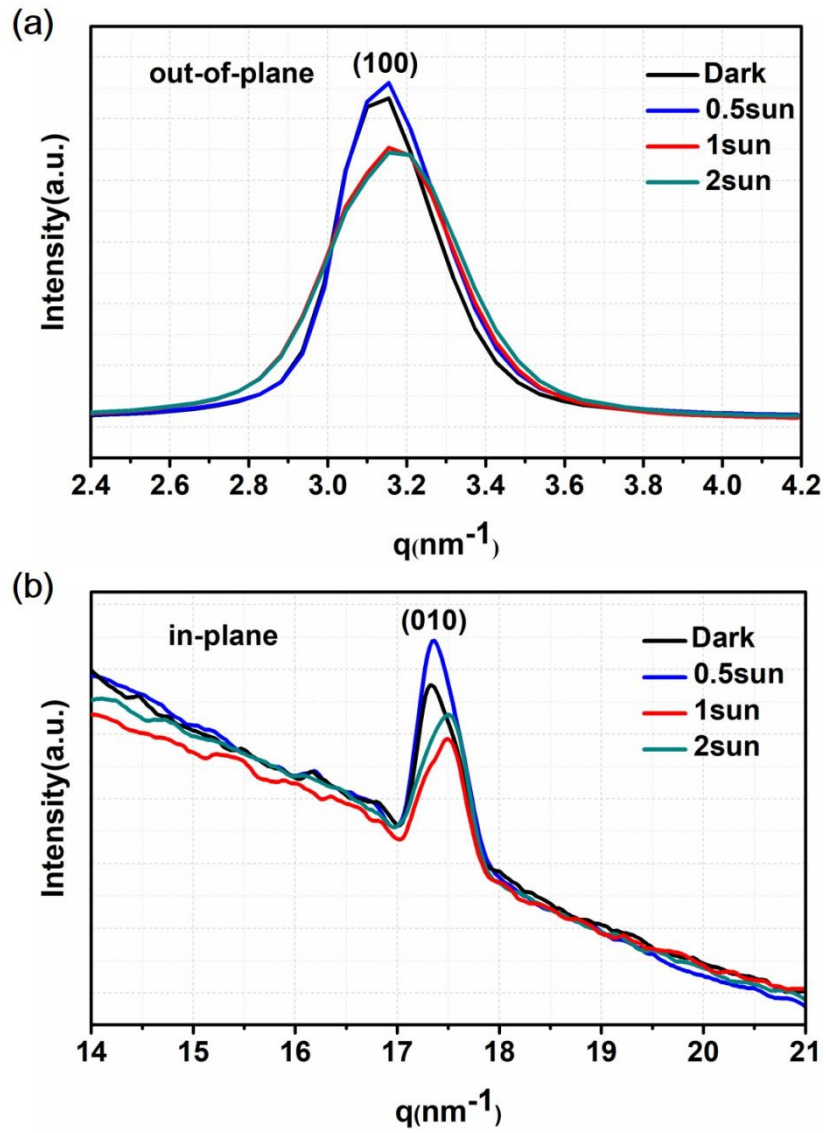 (a)
out-of-plane
(100)
Dark
0.5sun
1sun
2sun
Intensity(a.u.)
2.4 2.6 2.8 3.0 3.2 3.4 3.6 3.8 4.0 4.2
q(nm⁻¹)
(b)
in-plane
(010)
Dark
0.5sun
1sun
2sun
Intensity(a.u.)
14 15 16 17 18 19 20 21
q(nm⁻¹)